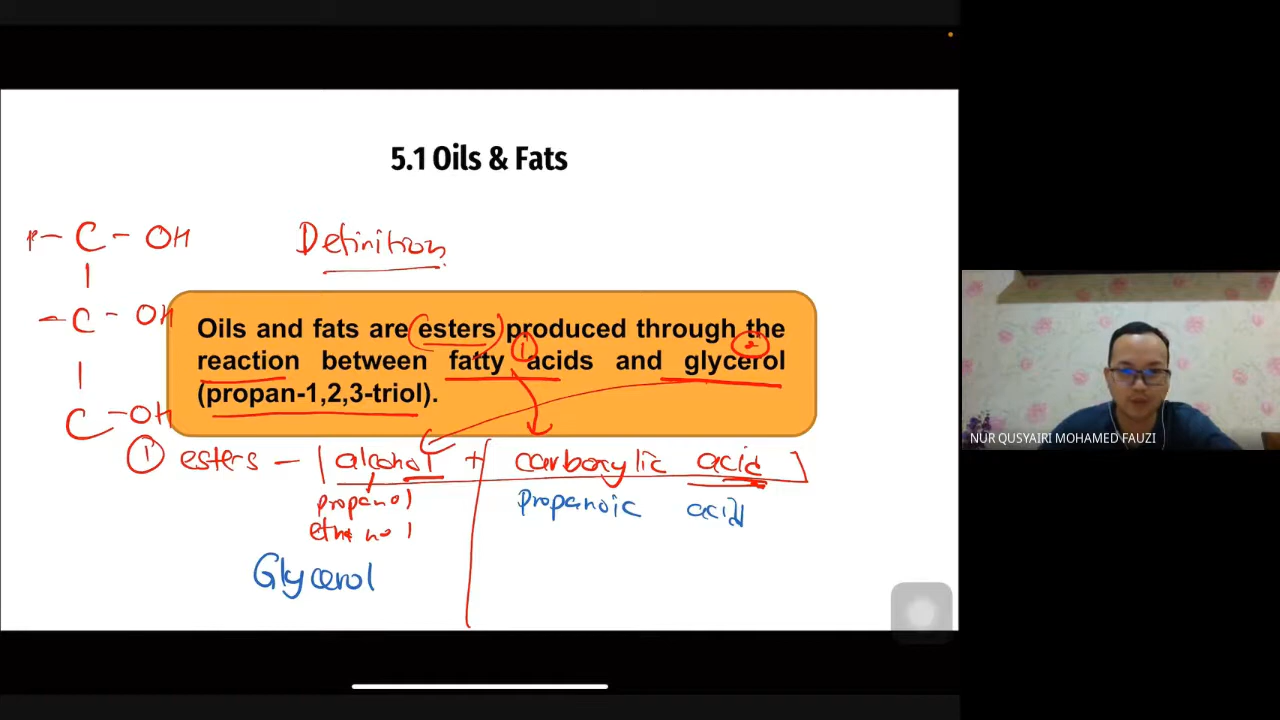 5.1 Oils & Fats
Definition
H - C - OH
- C - OH
C - OH
Oils and fats are esters produced through the
reaction between fatty acids and glycerol
(propan-1,2,3-triol).
1
2
1 esters - [ alcohol + carboxylic acid ]
propanol
propanoic acid
ethanol
Glycerol
NUR QUSYAIRI MOHAMED FAUZI